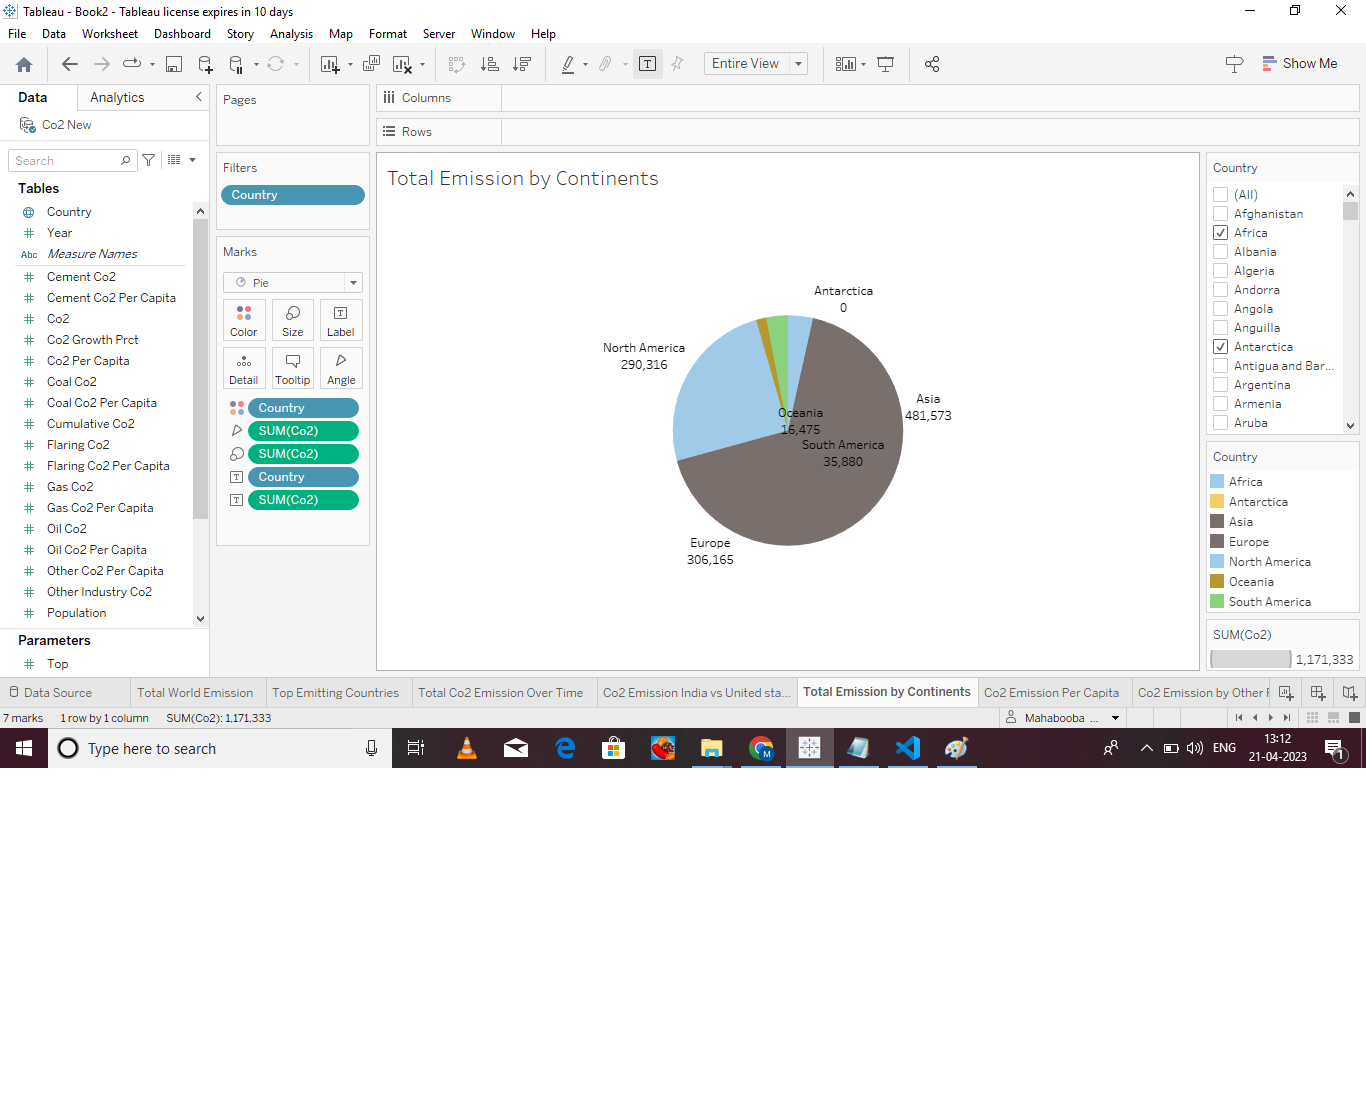 Tableau - Book2 - Tableau license expires in 10 days
File Data Worksheet Dashboard Story Analysis Map Format Server Window Help
Entire View
Show Me
Data Analytics
Co2 New
Search
Tables
Country
Year
Abc Measure Names
Cement Co2
Cement Co2 Per Capita
Co2
Co2 Growth Prct
Co2 Per Capita
Coal Co2
Coal Co2 Per Capita
Cumulative Co2
Flaring Co2
Flaring Co2 Per Capita
Gas Co2
Gas Co2 Per Capita
Oil Co2
Oil Co2 Per Capita
Other Co2 Per Capita
Other Industry Co2
Population
Parameters
Top
Pages
Filters
Country
Marks
Pie
Color Size Label
Detail Tooltip Angle
Country
SUM(Co2)
SUM(Co2)
Country
SUM(Co2)
Columns
Rows
Total Emission by Continents
Antarctica
0
North America
290,316
Asia
481,573
Oceania
16,475
South America
35,880
Europe
306,165
Country
(All)
Afghanistan
Africa
Albania
Algeria
Andorra
Angola
Anguilla
Antarctica
Antigua and Bar...
Argentina
Armenia
Aruba
Country
Africa
Antarctica
Asia
Europe
North America
Oceania
South America
SUM(Co2)
1,171,333
Data Source Total World Emission Top Emitting Countries Total Co2 Emission Over Time Co2 Emission India vs United sta... Total Emission by Continents Co2 Emission Per Capita Co2 Emission by Other F
7 marks 1 row by 1 column SUM(Co2): 1,171,333 Mahabooba ...
Type here to search
ENG
13:12
21-04-2023
1